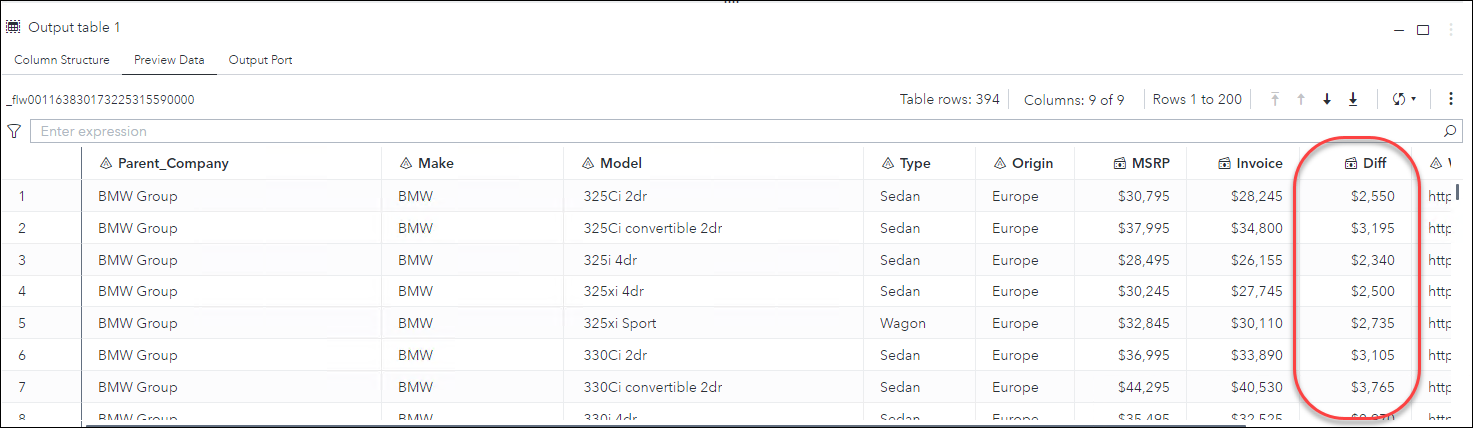 Output table 1
Column Structure Preview Data Output Port
_flw001163830173225315590000 Table rows: 394 Columns: 9 of 9 Rows 1 to 200
Enter expression
Parent_Company Make Model Type Origin MSRP Invoice Diff
1 BMW Group BMW 325Ci 2dr Sedan Europe $30,795 $28,245 $2,550 http
2 BMW Group BMW 325Ci convertible 2dr Sedan Europe $37,995 $34,800 $3,195 http
3 BMW Group BMW 325i 4dr Sedan Europe $28,495 $26,155 $2,340 http
4 BMW Group BMW 325xi 4dr Sedan Europe $30,245 $27,745 $2,500 http
5 BMW Group BMW 325xi Sport Wagon Europe $32,845 $30,110 $2,735 http
6 BMW Group BMW 330Ci 2dr Sedan Europe $36,995 $33,890 $3,105 http
7 BMW Group BMW 330Ci convertible 2dr Sedan Europe $44,295 $40,530 $3,765 http
8 BMW Group BMW 330i 4dr Sedan Europe $35,495 $32,525 $2,970 http